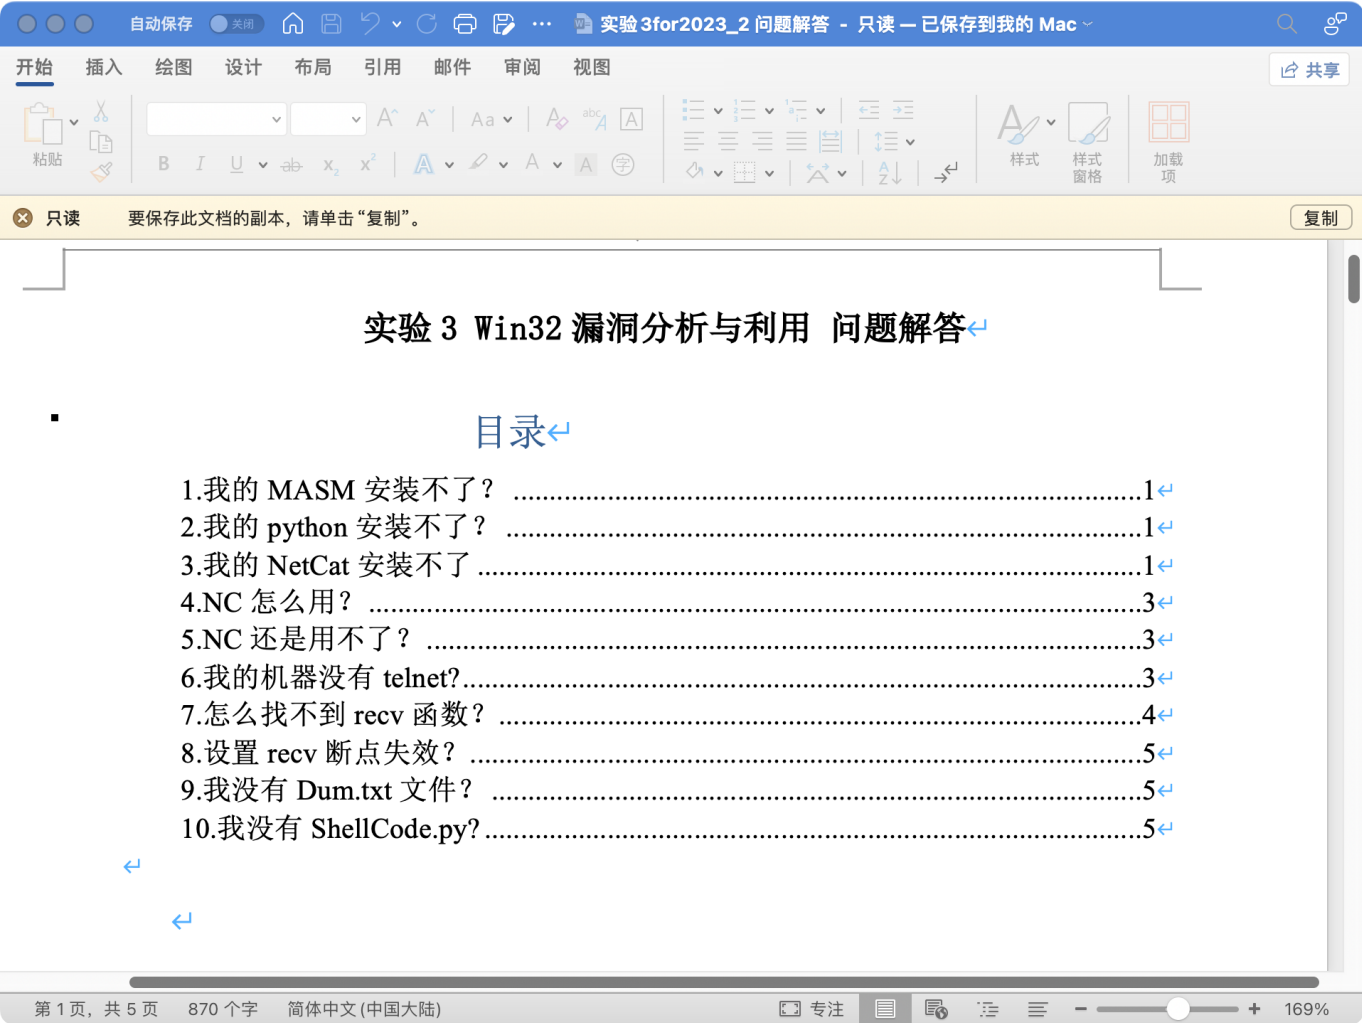 自动保存 关闭 实验3for2023_2 问题解答 - 只读 — 已保存到我的 Mac
开始 插入 绘图 设计 布局 引用 邮件 审阅 视图 共享
粘贴 样式 样式窗格 加载项
只读 要保存此文档的副本，请单击“复制”。 复制
实验 3 Win32 漏洞分析与利用 问题解答
目录
1.我的 MASM 安装不了？ 1
2.我的 python 安装不了？ 1
3.我的 NetCat 安装不了 1
4.NC 怎么用？ 3
5.NC 还是用不了？ 3
6.我的机器没有 telnet? 3
7.怎么找不到 recv 函数？ 4
8.设置 recv 断点失效？ 5
9.我没有 Dum.txt 文件？ 5
10.我没有 ShellCode.py? 5
第 1 页，共 5 页 870 个字 简体中文(中国大陆) 专注 169%